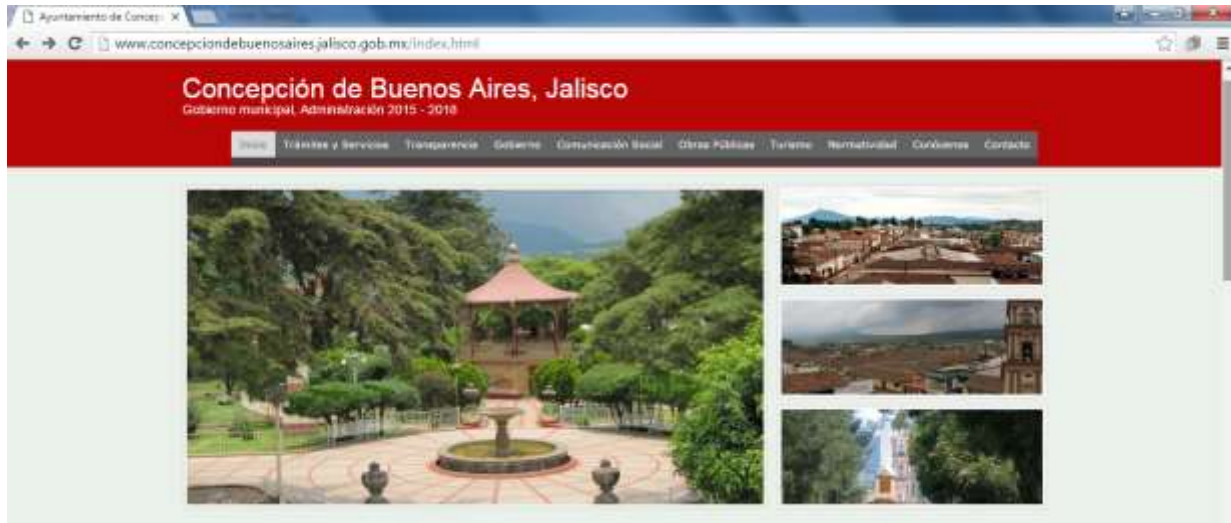 Ayuntamiento de Concep
www.concepciondebuenosaires.jalisco.gob.mx/index.html
Concepción de Buenos Aires, Jalisco
Gobierno municipal, Administración 2015 - 2018
Inicio Trámites y Servicios Transparencia Gobierno Comunicación Social Obras Públicas Turismo Normatividad Conócenos Contacto